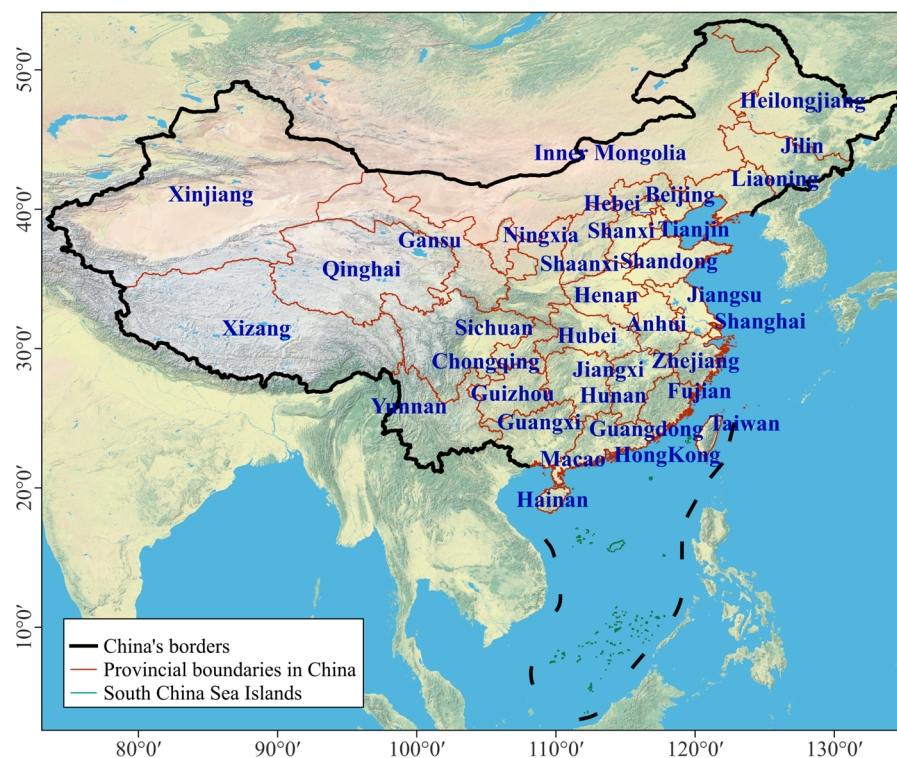 50°0′
40°0′
30°0′
20°0′
10°0′
Heilongjiang
Jilin
Inner Mongolia
Liaoning
Xinjiang
Beijing
Hebei
Gansu
Ningxia
Shanxi
Tianjin
Qinghai
Shaanxi
Shandong
Henan
Jiangsu
Xizang
Sichuan
Hubei
Anhui
Shanghai
Chongqing
Jiangxi
Zhejiang
Guizhou
Hunan
Fujian
Yunnan
Guangxi
Guangdong
Taiwan
Macao
HongKong
Hainan
China's borders
Provincial boundaries in China
South China Sea Islands
80°0′
90°0′
100°0′
110°0′
120°0′
130°0′